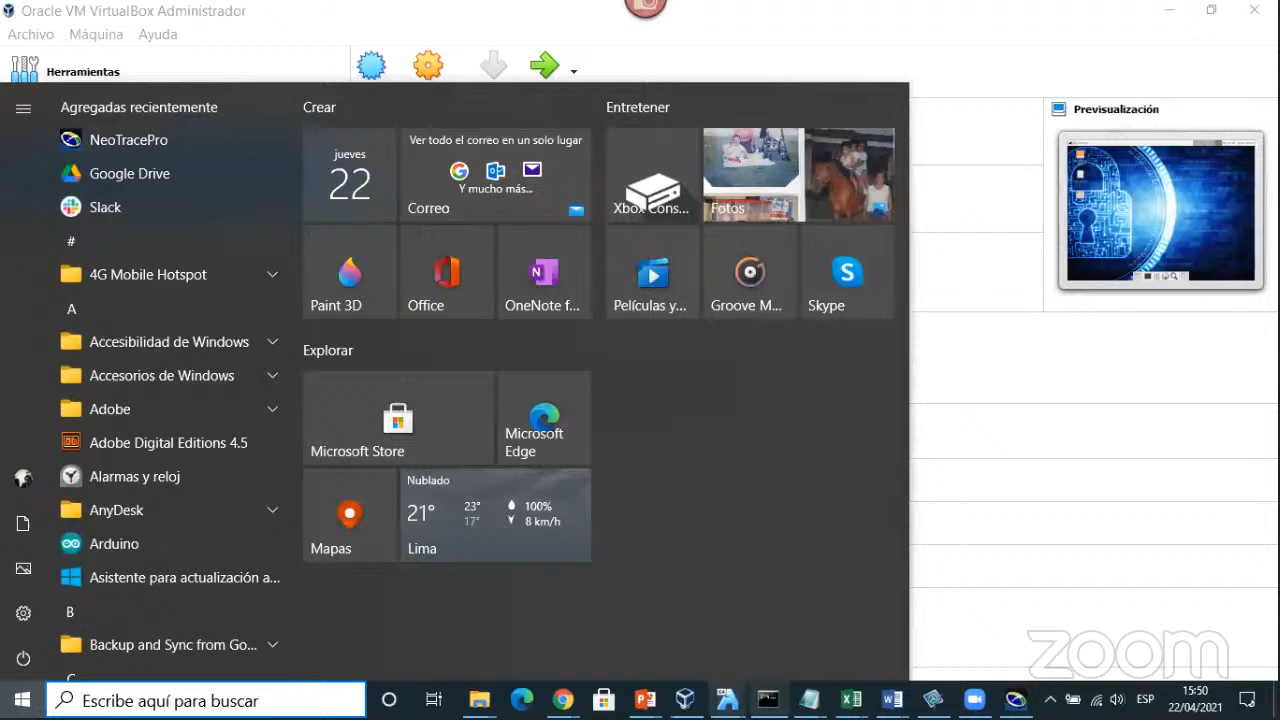 Oracle VM VirtualBox Administrador
Archivo Máquina Ayuda
Herramientas
Agregadas recientemente
NeoTracePro
Google Drive
Slack
#
4G Mobile Hotspot
A
Accesibilidad de Windows
Accesorios de Windows
Adobe
Adobe Digital Editions 4.5
Alarmas y reloj
AnyDesk
Arduino
Asistente para actualización a...
B
Backup and Sync from Go...
Crear
jueves
22
Ver todo el correo en un solo lugar
Y mucho más...
Correo
Paint 3D
Office
OneNote f...
Explorar
Microsoft Store
Microsoft
Edge
Mapas
Nublado
21° 23° 100%
17° 8 km/h
Lima
Entretener
Xbox Cons...
Fotos
Películas y...
Groove M...
Skype
Previsualización
zoom
Escribe aquí para buscar
ESP
15:50
22/04/2021